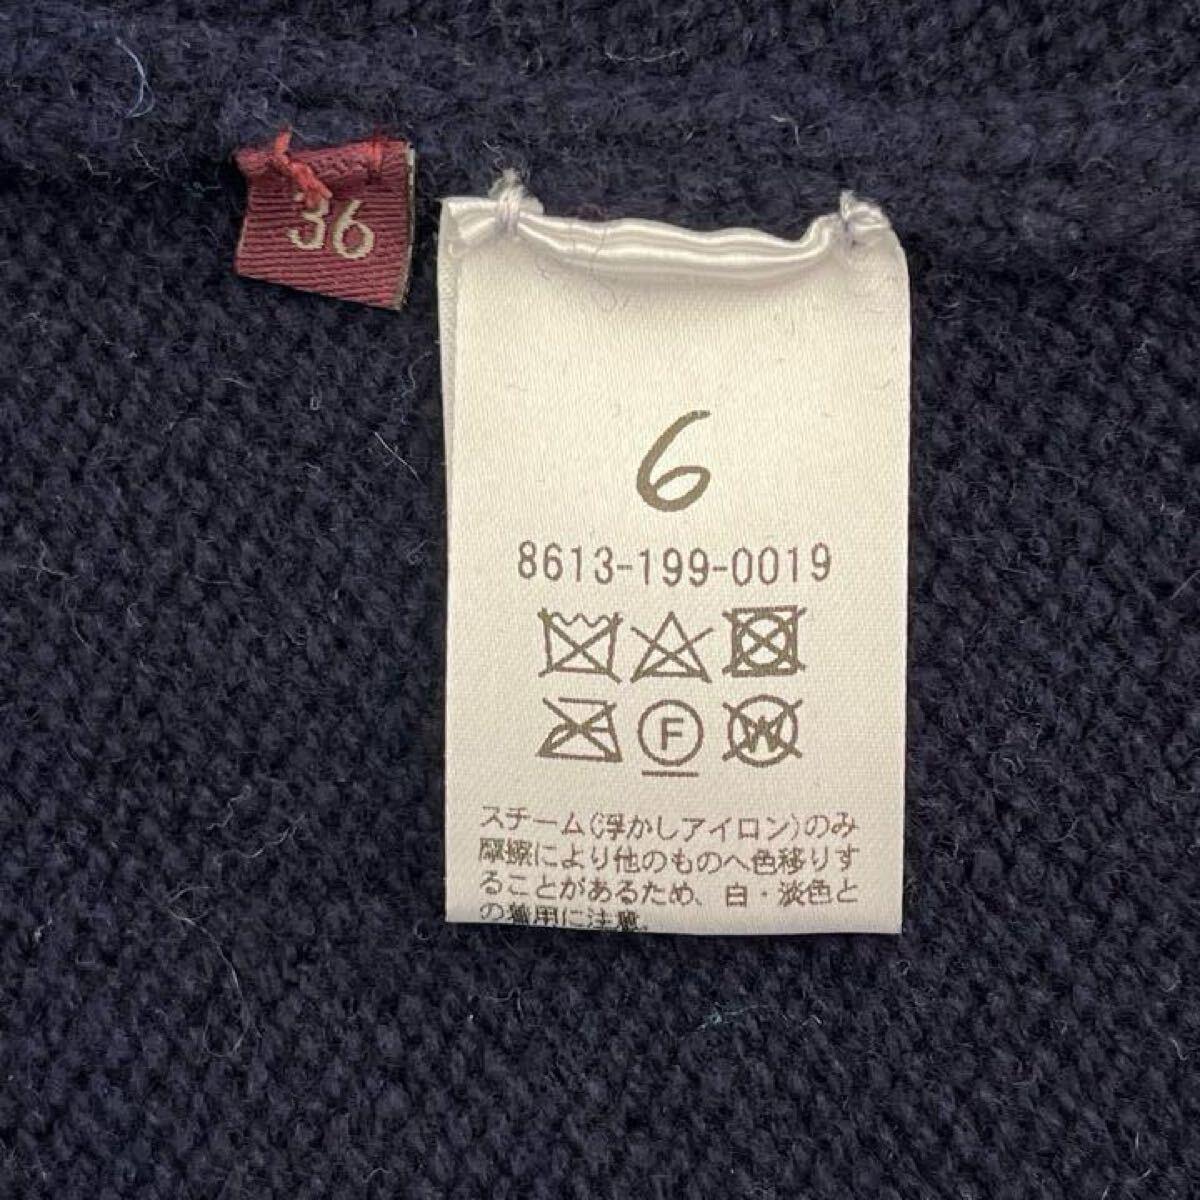 36
6
8613-199-0019
F
W
スチーム(浮かしアイロン)のみ
摩擦により他のものへ色移りす
ることがあるため、白・淡色と
の着用に注意。